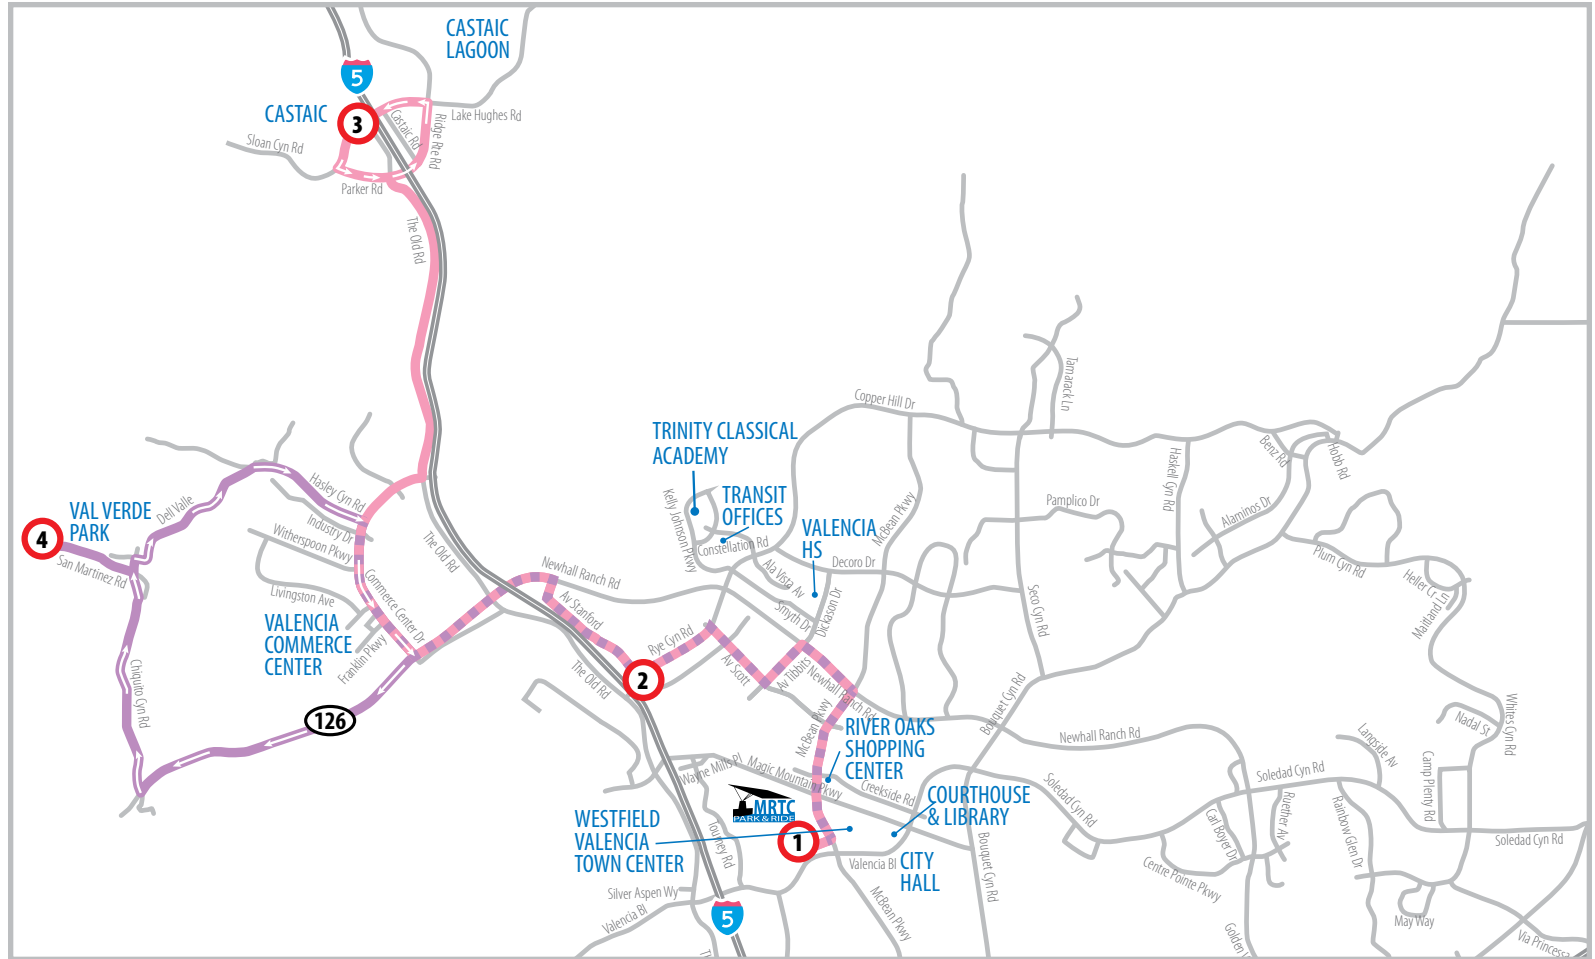 CASTAIC
LAGOON
5
CASTAIC
3
Castaic Rd
Ridge Rte Rd
Lake Hughes Rd
Sloan Cyn Rd
Parker Rd
The Old Rd
Tamarack Ln
Copper Hill Dr
TRINITY CLASSICAL
ACADEMY
Benz Rd
Hobb Rd
Haskell Cyn Rd
Hasley Cyn Rd
Dell Valle
VAL VERDE
PARK
4
San Martinez Rd
Industry Dr
Witherspoon Pkwy
Livingston Ave
Commerce Center Dr
The Old Rd
Kelly Johnson Pkwy
TRANSIT
OFFICES
Constellation Rd
VALENCIA
HS
McBean Pkwy
Pamplico Dr
Alaminos Dr
Plum Cyn Rd
Heller Cr
Maitland Ln
Newhall Ranch Rd
Av Stanford
Ala Vista Av
Decoro Dr
Smyth Dr
Dickason Dr
Seco Cyn Rd
VALENCIA
COMMERCE
CENTER
Franklin Pkwy
Chiquito Cyn Rd
126
The Old Rd
2
Rye Cyn Rd
Av Scott
Av Tibbits
Newhall Ranch Rd
McBean Pkwy
Bouquet Cyn Rd
Newhall Ranch Rd
RIVER OAKS
SHOPPING
CENTER
Langside Av
Nadal St
Whites Cyn Rd
Wayne Mills Pl
Magic Mountain Pkwy
Creekside Rd
MRTC
PARK & RIDE
COURTHOUSE
& LIBRARY
Soledad Cyn Rd
Soledad Cyn Rd
Camp Plenty Rd
WESTFIELD
VALENCIA
TOWN CENTER
1
Tourney Rd
Valencia Bl
CITY
HALL
Bouquet Cyn Rd
Carl Boyer Dr
Ruether Av
Rainbow Glen Dr
Soledad Cyn Rd
Centre Pointe Pkwy
Silver Aspen Wy
Valencia Bl
5
McBean Pkwy
May Way
Via Princessa